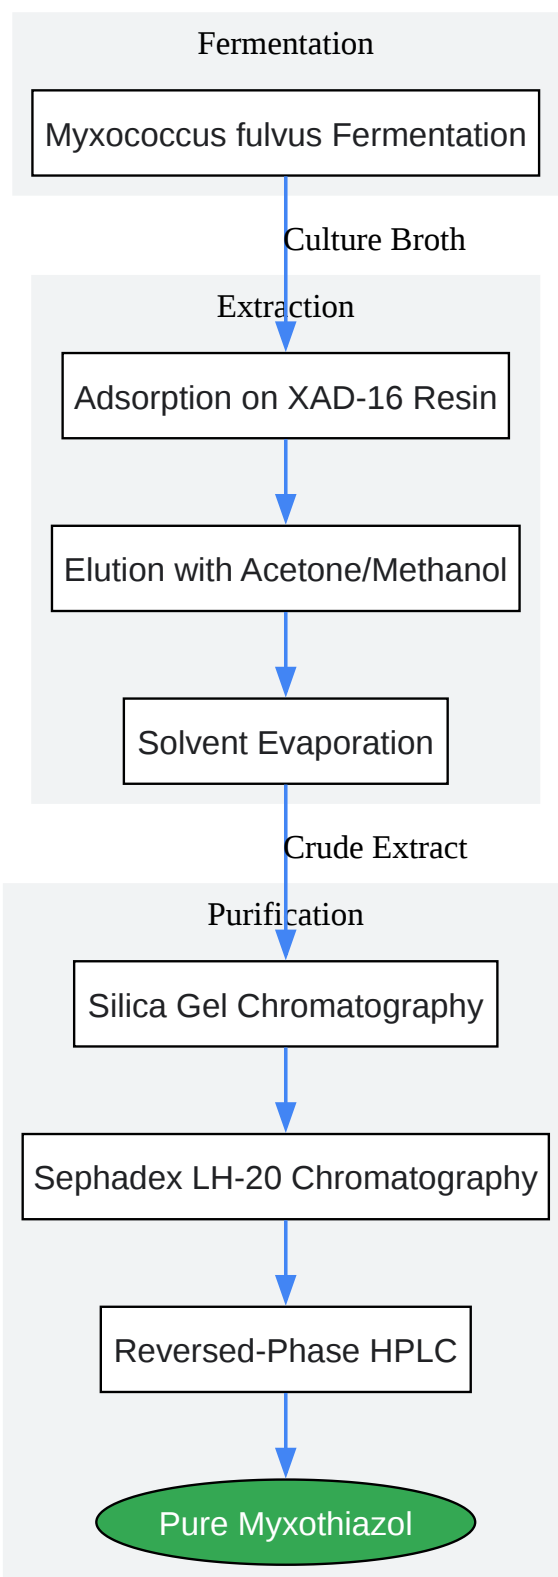 Fermentation
Myxococcus fulvus Fermentation
Culture Broth
Extraction
Adsorption on XAD-16 Resin
Elution with Acetone/Methanol
Solvent Evaporation
Crude Extract
Purification
Silica Gel Chromatography
Sephadex LH-20 Chromatography
Reversed-Phase HPLC
Pure Myxothiazol